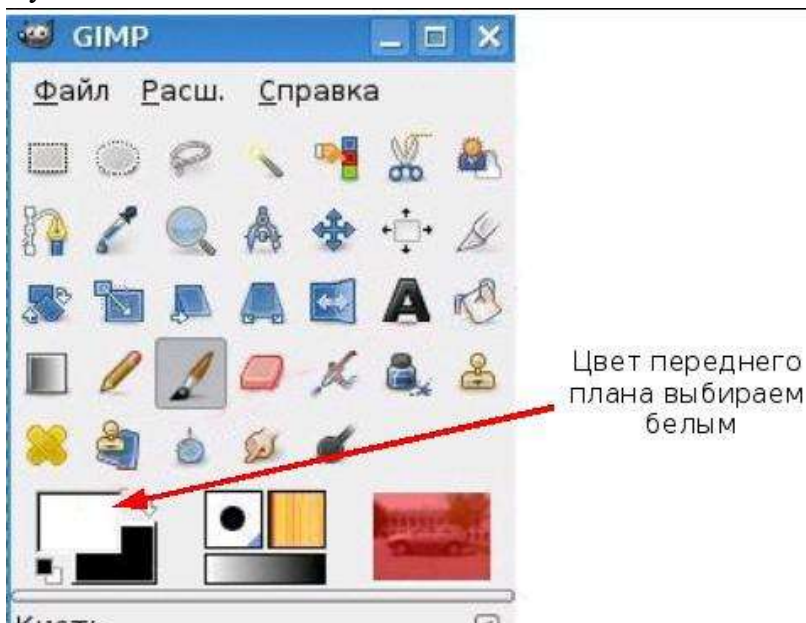 GIMP
Файл Расш. Справка
Цвет переднего
плана выбираем
белым